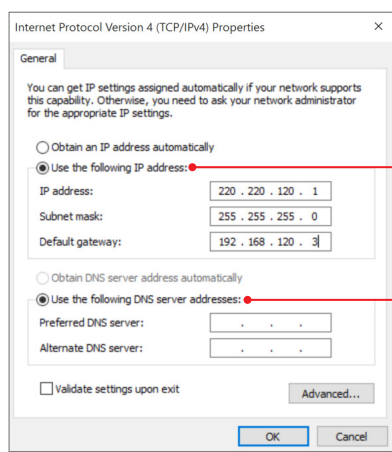 Internet Protocol Version 4 (TCP/IPv4) Properties
General
You can get IP settings assigned automatically if your network supports
this capability. Otherwise, you need to ask your network administrator
for the appropriate IP settings.
Obtain an IP address automatically
Use the following IP address:
IP address: 220 . 220 . 120 . 1
Subnet mask: 255 . 255 . 255 . 0
Default gateway: 192 . 168 . 120 . 3
Obtain DNS server address automatically
Use the following DNS server addresses:
Preferred DNS server: . . .
Alternate DNS server: . . .
Validate settings upon exit
Advanced...
OK Cancel